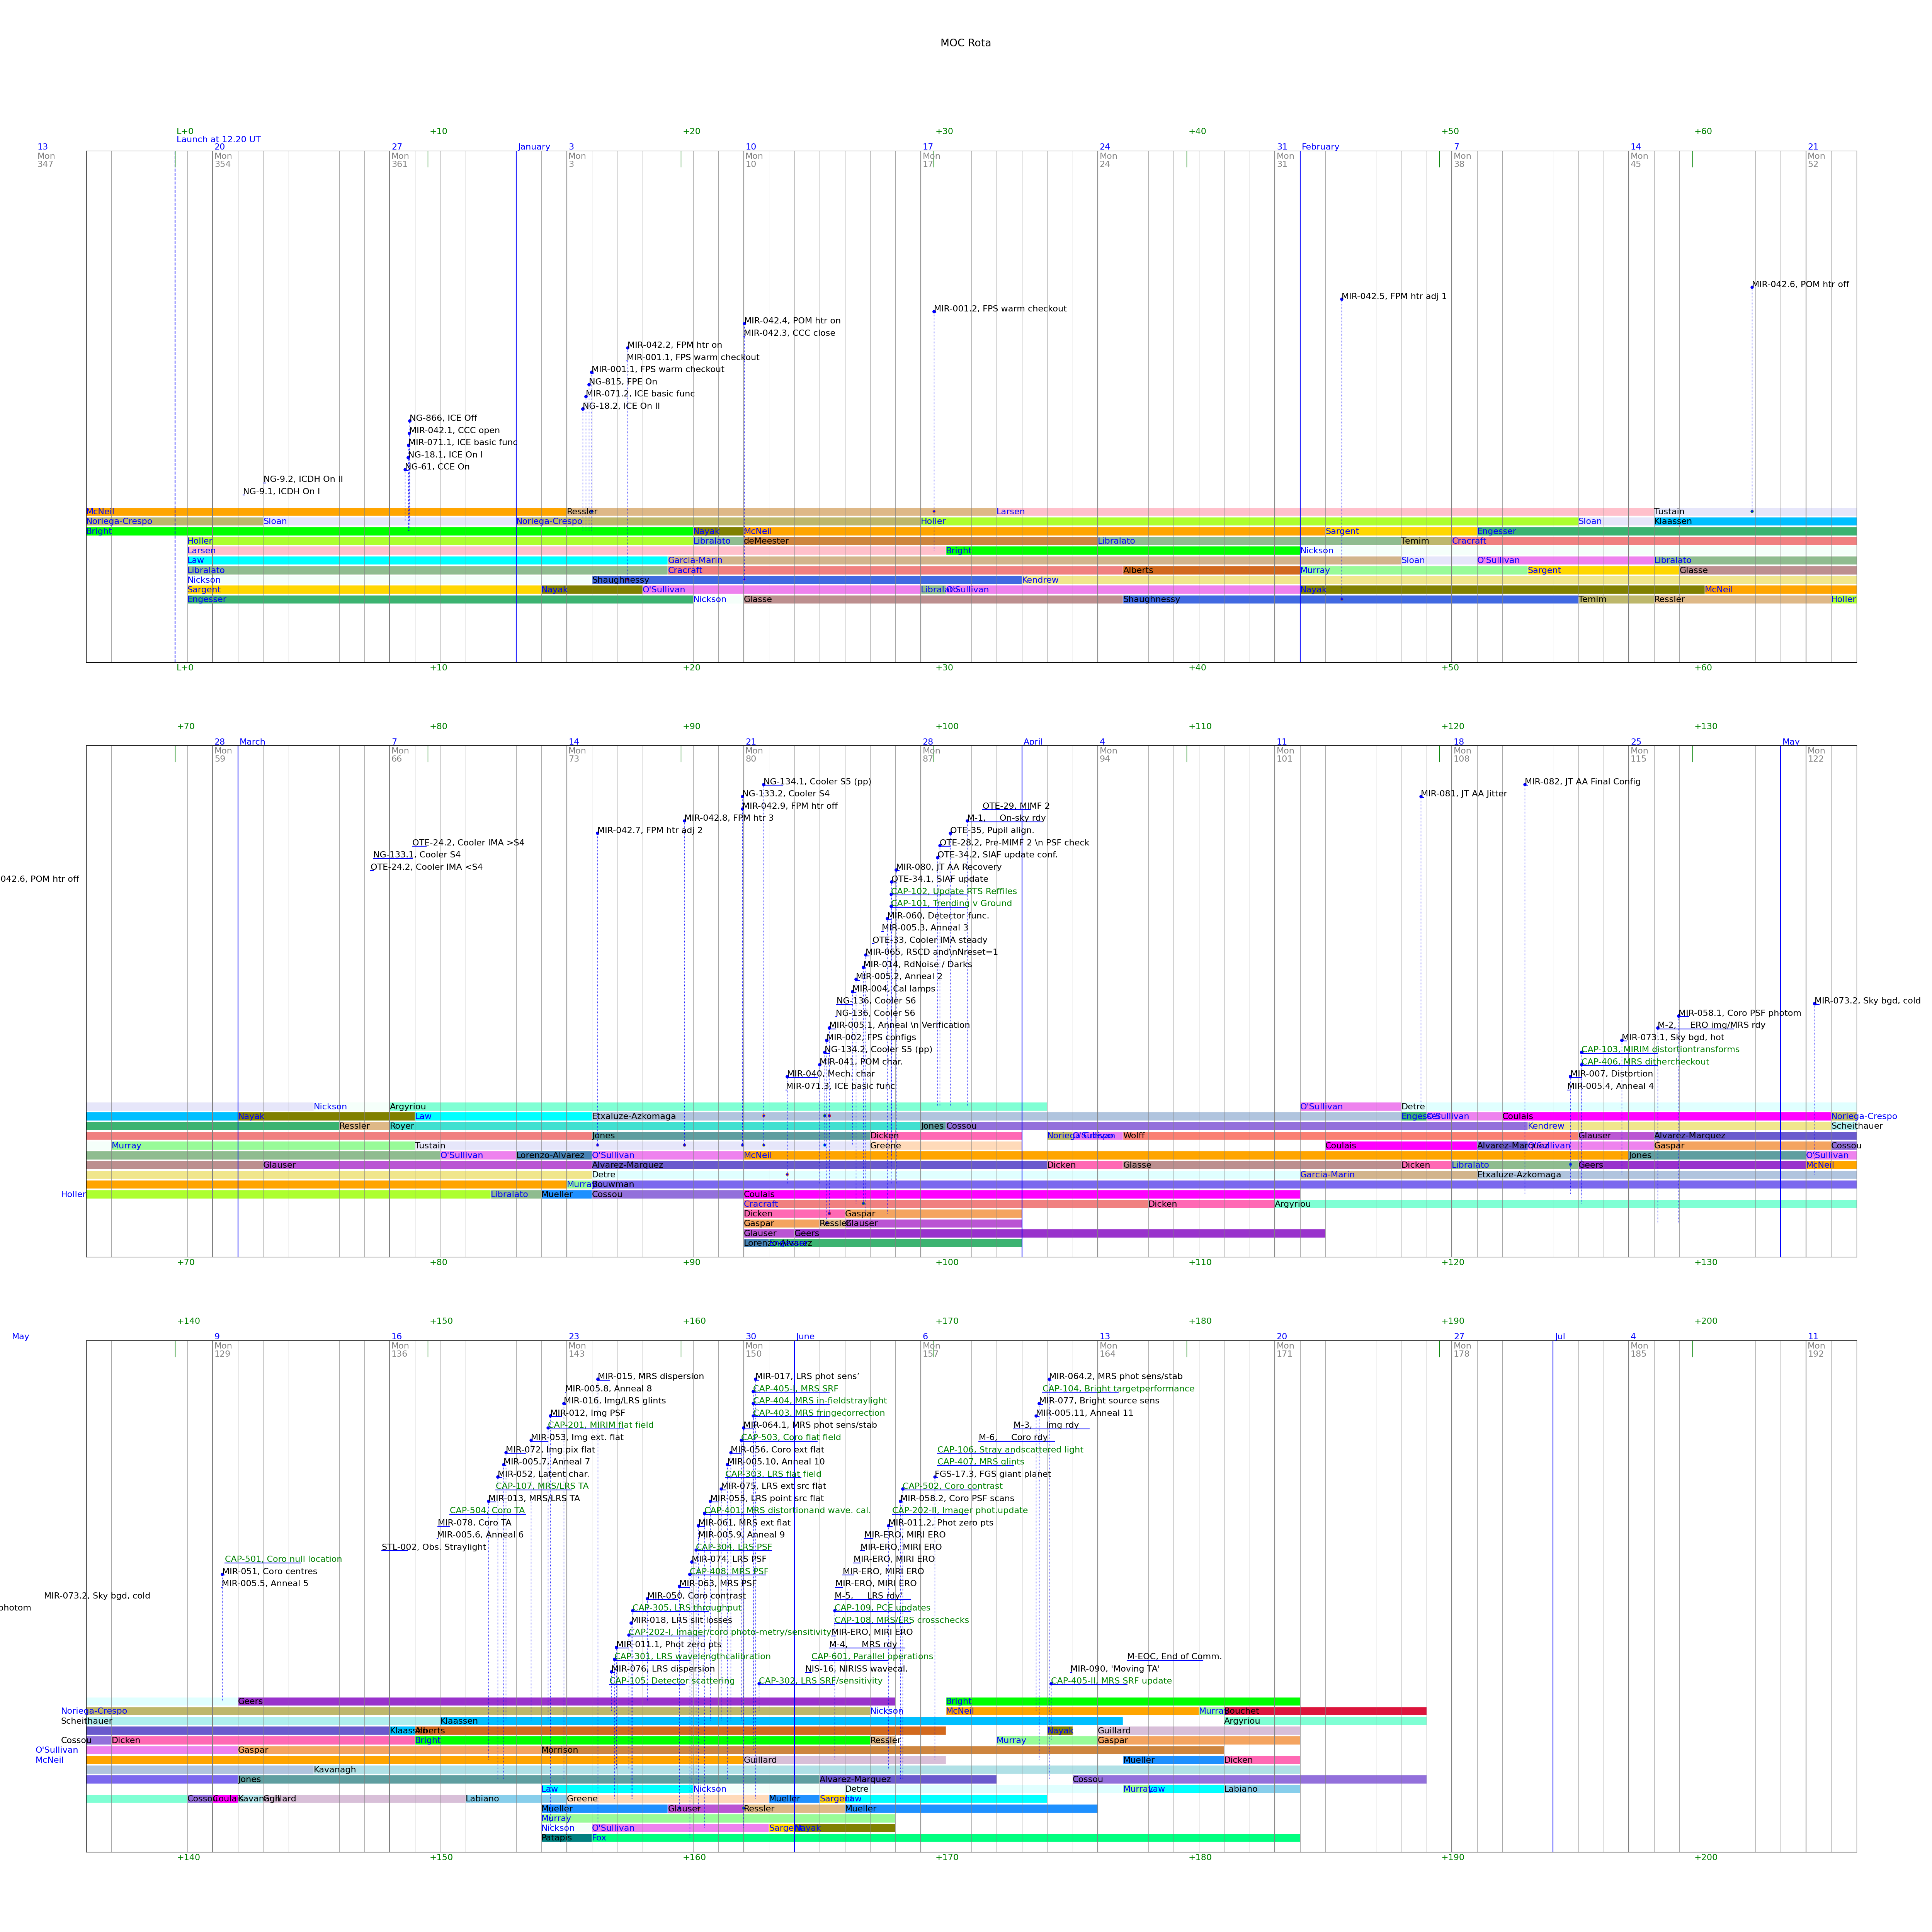 MOC Rota
L+0 +10 +20 +30 +40 +50 +60
Launch at 12.20 UT
13 20 27 January 3 10 17 24 31 February 7 14 21
Mon Mon Mon Mon Mon Mon Mon Mon Mon Mon Mon
347 354 361 3 10 17 24 31 38 45 52
MIR-042.6, POM htr off
MIR-042.5, FPM htr adj 1
MIR-001.2, FPS warm checkout
MIR-042.4, POM htr on
MIR-042.3, CCC close
MIR-042.2, FPM htr on
MIR-001.1, FPS warm checkout
MIR-001.1, FPS warm checkout
NG-815, FPE On
MIR-071.2, ICE basic func
NG-18.2, ICE On II
NG-866, ICE Off
MIR-042.1, CCC open
MIR-071.1, ICE basic func
NG-18.1, ICE On I
NG-61, CCE On
NG-9.2, ICDH On II
NG-9.1, ICDH On I
McNeil Ressler Larsen Tustain
Noriega-Crespo Sloan Noriega-Crespo Holler Sloan Klaassen
Bright Nayak McNeil Sargent Engesser
Holler Libralato deMeester Libralato Temim Cracraft
Larsen Bright Nickson
Law Garcia-Marin Sloan O'Sullivan Libralato
Libralato Cracraft Alberts Murray Sargent Glasse
Nickson Shaughnessy Kendrew
Sargent Nayak O'Sullivan Libralato O'Sullivan Nayak McNeil
Engesser Nickson Glasse Shaughnessy Temim Ressler Holler
L+0 +10 +20 +30 +40 +50 +60
+70 +80 +90 +100 +110 +120 +130
28 March 7 14 21 28 April 4 11 18 25 May
Mon Mon Mon Mon Mon Mon Mon Mon Mon Mon
59 66 73 80 87 94 101 108 115 122
NG-134.1, Cooler S5 (pp) MIR-082, JT AA Final Config
NG-133.2, Cooler S4 MIR-081, JT AA Jitter
MIR-042.9, FPM htr off OTE-29, MIMF 2
MIR-042.8, FPM htr 3 M-1, On-sky rdy
MIR-042.7, FPM htr adj 2 OTE-35, Pupil align.
OTE-24.2, Cooler IMA >S4 OTE-28.2, Pre-MIMF 2 \n PSF check
NG-133.1, Cooler S4 OTE-34.2, SIAF update conf.
OTE-24.2, Cooler IMA <S4 MIR-080, JT AA Recovery
042.6, POM htr off OTE-34.1, SIAF update
CAP-102, Update RTS Reffiles
CAP-101, Trending v Ground
MIR-060, Detector func.
MIR-005.3, Anneal 3
OTE-33, Cooler IMA steady
MIR-065, RSCD and\nNreset=1
MIR-014, RdNoise / Darks
MIR-005.2, Anneal 2
MIR-004, Cal lamps
NG-136, Cooler S6 MIR-073.2, Sky bgd, cold
NG-136, Cooler S6 MIR-058.1, Coro PSF photom
MIR-005.1, Anneal \n Verification M-2, ERO img/MRS rdy
MIR-002, FPS configs MIR-073.1, Sky bgd, hot
NG-134.2, Cooler S5 (pp) CAP-103, MIRIM distortiontransforms
MIR-041, POM char. CAP-406, MRS dithercheckout
MIR-040, Mech. char MIR-007, Distortion
MIR-071.3, ICE basic func MIR-005.4, Anneal 4
Nickson Argyriou O'Sullivan Detre
Nayak Law Etxaluze-Azkomaga Engesser O'Sullivan Coulais Noriega-Crespo
Ressler Royer Jones Cossou Kendrew Scheithauer
Jones Dicken Wolff Glauser Alvarez-Marquez
Murray Tustain Greene Coulais Alvarez-Marquez O'Sullivan Gaspar Cossou
O'Sullivan Lorenzo-Alvarez O'Sullivan McNeil Jones O'Sullivan
Glauser Alvarez-Marquez Dicken Glasse Dicken Libralato Geers McNeil
Detre Garcia-Marin Etxaluze-Azkomaga
Murray Bouwman
Holler Libralato Mueller Cossou Coulais
Cracraft Dicken Argyriou
Dicken Gaspar
Gaspar Ressler Glauser
Glauser Geers
Lorenzo-Alvarez
+70 +80 +90 +100 +110 +120 +130
+140 +150 +160 +170 +180 +190 +200
May 9 16 23 30 June 6 13 20 27 Jul 4 11
Mon Mon Mon Mon Mon Mon Mon Mon Mon Mon
129 136 143 150 157 164 171 178 185 192
MIR-015, MRS dispersion MIR-017, LRS phot sens' MIR-064.2, MRS phot sens/stab
MIR-005.8, Anneal 8 CAP-405-I, MRS SRF CAP-104, Bright targetperformance
MIR-016, Img/LRS glints CAP-404, MRS in-fieldstraylight MIR-077, Bright source sens
MIR-012, Img PSF CAP-403, MRS fringecorrection MIR-005.11, Anneal 11
CAP-201, MIRIM flat field MIR-064.1, MRS phot sens/stab M-3, Img rdy
MIR-053, Img ext. flat CAP-503, Coro flat field M-6, Coro rdy
MIR-072, Img pix flat MIR-056, Coro ext flat CAP-106, Stray andscattered light
MIR-005.7, Anneal 7 MIR-005.10, Anneal 10 CAP-407, MRS glints
MIR-052, Latent char. CAP-303, LRS flat field FGS-17.3, FGS giant planet
CAP-107, MRS/LRS TA MIR-075, LRS ext src flat CAP-502, Coro contrast
MIR-013, MRS/LRS TA MIR-055, LRS point src flat MIR-058.2, Coro PSF scans
CAP-504, Coro TA CAP-401, MRS distortionand wave. cal. CAP-202-II, Imager phot.update
MIR-078, Coro TA MIR-061, MRS ext flat MIR-011.2, Phot zero pts
MIR-005.6, Anneal 6 MIR-005.9, Anneal 9 MIR-ERO, MIRI ERO
STL-002, Obs. Straylight CAP-304, LRS PSF MIR-ERO, MIRI ERO
CAP-501, Coro null location MIR-074, LRS PSF MIR-ERO, MIRI ERO
MIR-051, Coro centres CAP-408, MRS PSF MIR-ERO, MIRI ERO
MIR-005.5, Anneal 5 MIR-063, MRS PSF MIR-ERO, MIRI ERO
MIR-073.2, Sky bgd, cold MIR-050, Coro contrast M-5, LRS rdy'
photom CAP-305, LRS throughput CAP-109, PCE updates
MIR-018, LRS slit losses CAP-108, MRS/LRS crosschecks
CAP-202-I, Imager/coro photo-metry/sensitivity MIR-ERO, MIRI ERO
MIR-011.1, Phot zero pts M-4, MRS rdy
CAP-301, LRS wavelengthcalibration CAP-601, Parallel operations M-EOC, End of Comm.
MIR-076, LRS dispersion NIS-16, NIRISS wavecal. MIR-090, 'Moving TA'
CAP-105, Detector scattering CAP-302, LRS SRF/sensitivity CAP-405-II, MRS SRF update
Geers Bright
Noriega-Crespo Nickson McNeil Murray Bouchet
Scheithauer Klaassen Argyriou
Klaassen Alberts Nayak Guillard
Cossou Dicken Bright Ressler Murray Gaspar
O'Sullivan Gaspar Morrison
McNeil Guillard Mueller Dicken
Kavanagh
Jones Alvarez-Marquez Cossou
Law Nickson Detre Murray Law Labiano
Cossou Coulais Kavanagh Guillard Labiano Greene Mueller Sargent Law
Mueller Glauser Ressler Mueller
Murray
Nickson O'Sullivan Sargent Nayak
Patapis Fox
+140 +150 +160 +170 +180 +190 +200